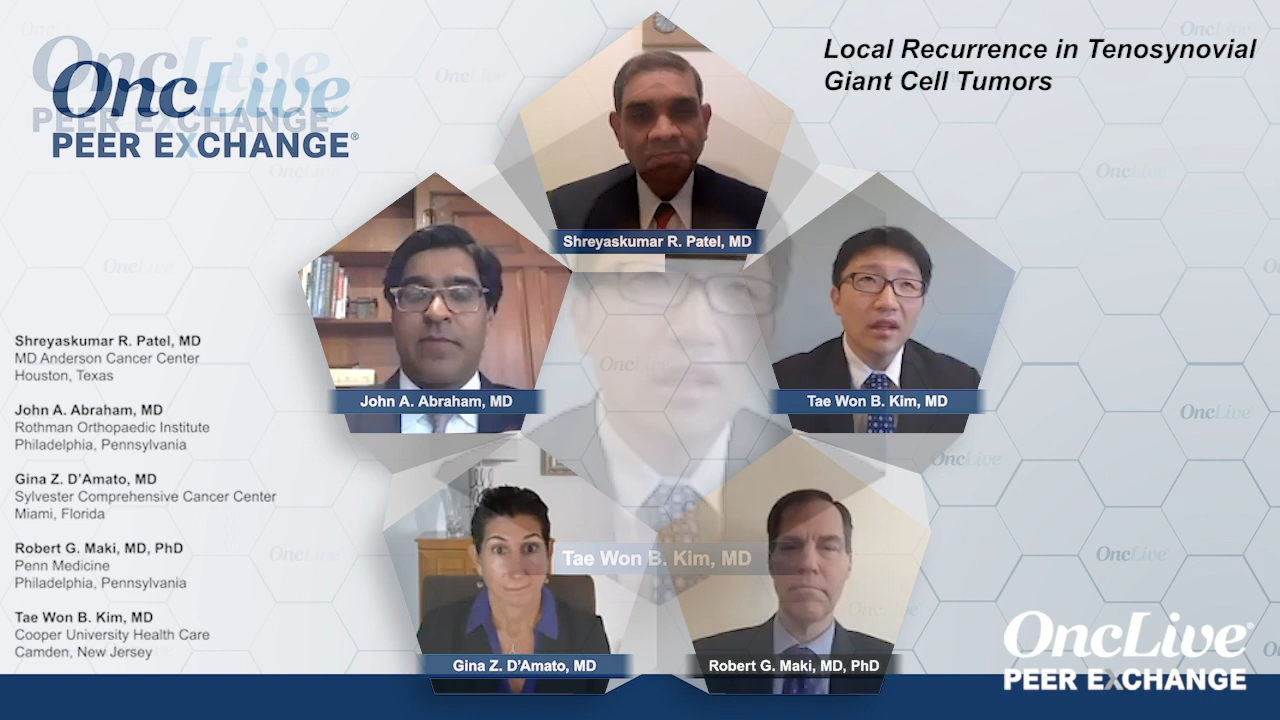 OncLive
PEER EXCHANGE®
Local Recurrence in Tenosynovial
Giant Cell Tumors
Shreyaskumar R. Patel, MD
John A. Abraham, MD
Tae Won B. Kim, MD
Tae Won B. Kim, MD
Gina Z. D'Amato, MD
Robert G. Maki, MD, PhD
Shreyaskumar R. Patel, MD
MD Anderson Cancer Center
Houston, Texas
John A. Abraham, MD
Rothman Orthopaedic Institute
Philadelphia, Pennsylvania
Gina Z. D'Amato, MD
Sylvester Comprehensive Cancer Center
Miami, Florida
Robert G. Maki, MD, PhD
Penn Medicine
Philadelphia, Pennsylvania
Tae Won B. Kim, MD
Cooper University Health Care
Camden, New Jersey
OncLive®
PEER EXCHANGE